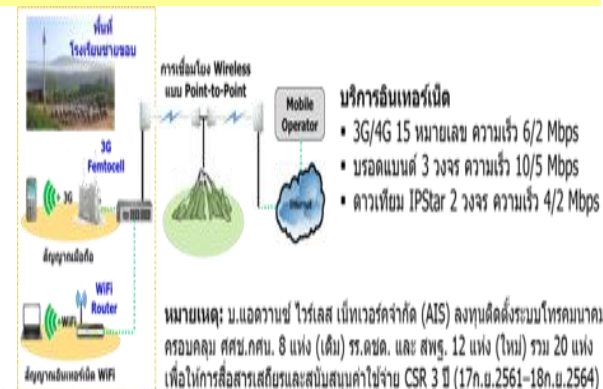 พื้นที่
โรงเรียนชายขอบ
การเชื่อมโยง Wireless
แบบ Point-to-Point
Mobile
Operator
3G
Femtocell
+ 3G
Internet
สัญญาณมือถือ
WiFi
Router
+WiFi
สัญญาณอินเทอร์เน็ต WiFi
บริการอินเทอร์เน็ต
▪ 3G/4G 15 หมายเลข ความเร็ว 6/2 Mbps
▪ บรอดแบนด์ 3 วงจร ความเร็ว 10/5 Mbps
▪ ดาวเทียม IPStar 2 วงจร ความเร็ว 4/2 Mbps
หมายเหตุ: บ.แอดวานซ์ ไวร์เลส เน็ทเวอร์คจำกัด (AIS) ลงทุนติดตั้งระบบโทรคมนาคม
ครอบคลุม ศศช.กศน. 8 แห่ง (เดิม) รร.ตชด. และ สพฐ. 12 แห่ง (ใหม่) รวม 20 แห่ง
เพื่อให้การสื่อสารเสถียรและสนับสนุนค่าใช้จ่าย CSR 3 ปี (17ก.ย.2561–18ก.ย.2564)